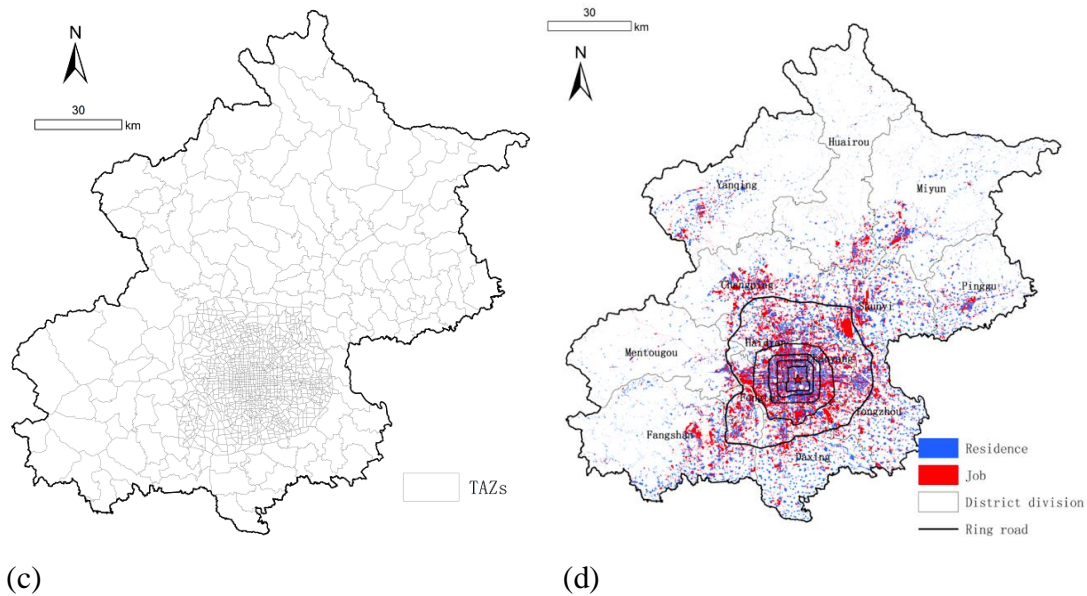 N
30
km
TAZs
(c)
30
km
N
Huairou
Yanqing
Miyun
Changping
Pinggu
Shunyi
Haidian
Mentougou
Chaoyang
Tongzhou
Fangshan
Daxing
Residence
Job
District division
Ring road
(d)